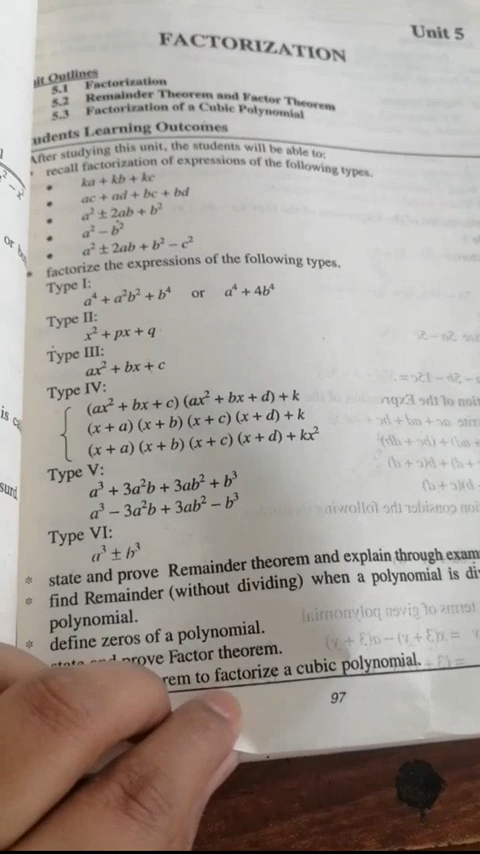 Unit 5
FACTORIZATION
it Outlines
5.1 Factorization
5.2 Remainder Theorem and Factor Theorem
5.3 Factorization of a Cubic Polynomial
udents Learning Outcomes
After studying this unit, the students will be able to:
recall factorization of expressions of the following types.
• ka + kb + kc
• ac + ad + bc + bd
• a² ± 2ab + b²
• a² − b²
• a² ± 2ab + b² − c²
* factorize the expressions of the following types.
Type I:
a⁴ + a²b² + b⁴ or a⁴ + 4b⁴
Type II:
x² + px + q
Type III:
ax² + bx + c
Type IV:
(ax² + bx + c) (ax² + bx + d) + k
(x + a) (x + b) (x + c) (x + d) + k
(x + a) (x + b) (x + c) (x + d) + kx²
Type V:
a³ + 3a²b + 3ab² + b³
a³ − 3a²b + 3ab² − b³
Type VI:
a³ ± b³
* state and prove Remainder theorem and explain through exam
* find Remainder (without dividing) when a polynomial is di
polynomial.
* define zeros of a polynomial.
prove Factor theorem.
rem to factorize a cubic polynomial.
97